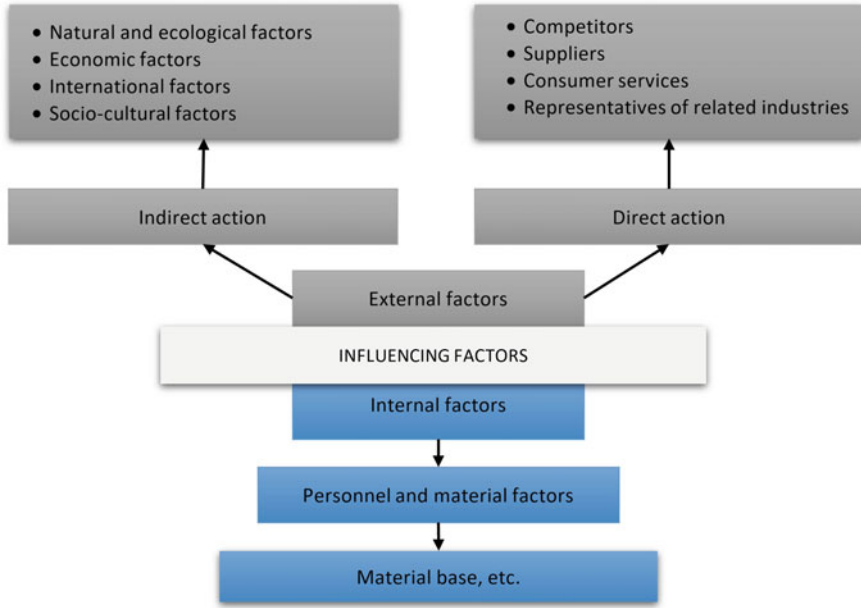 • Natural and ecological factors
• Economic factors
• International factors
• Socio-cultural factors
• Competitors
• Suppliers
• Consumer services
• Representatives of related industries
Indirect action
Direct action
External factors
INFLUENCING FACTORS
Internal factors
Personnel and material factors
Material base, etc.